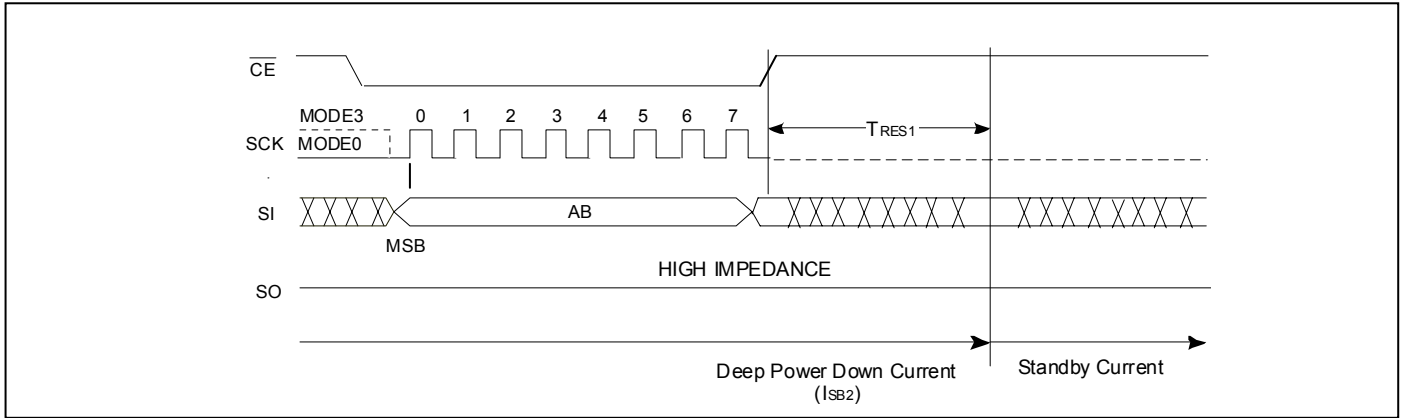 CE
MODE3
0 1 2 3 4 5 6 7
SCK MODE0
TRES1
SI
AB
MSB
HIGH IMPEDANCE
SO
Deep Power Down Current
(ISB2)
Standby Current